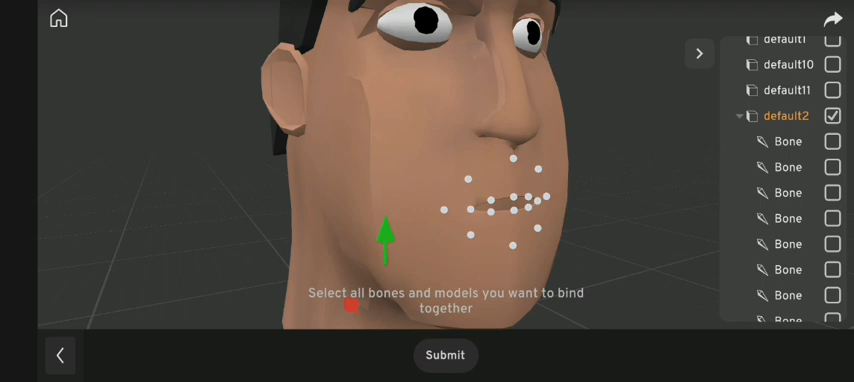 default1
default10
default11
default2
Bone
Bone
Bone
Bone
Bone
Bone
Bone
Bone
Select all bones and models you want to bind
together
Submit